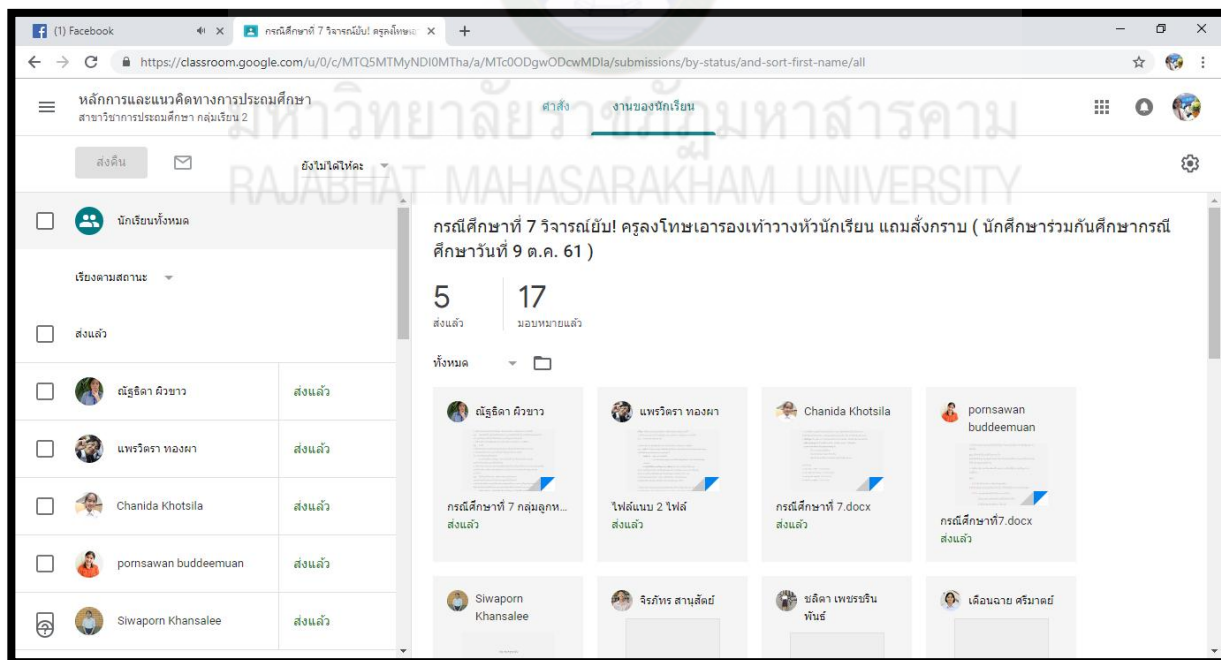 (1) Facebook
กรณีศึกษาที่ 7 วิจารณ์ยับ! ครูลงโทษเอา
https://classroom.google.com/u/0/c/MTQ5MTMyNDI0MTha/a/MTc0ODgwODcwMDla/submissions/by-status/and-sort-first-name/all
หลักการและแนวคิดทางการประถมศึกษา
สาขาวิชาการประถมศึกษา กลุ่มเรียน 2
คำสั่ง
งานของนักเรียน
มหาวิทยาลัยราชภัฏมหาสารคาม
RAJABHAT MAHASARAKHAM UNIVERSITY
ส่งคืน
ยังไม่ได้ให้คะ
นักเรียนทั้งหมด
เรียงตามสถานะ
ส่งแล้ว
ณัฐธิดา ผิวขาว ส่งแล้ว
แพรวิตรา ทองผา ส่งแล้ว
Chanida Khotsila ส่งแล้ว
pornsawan buddeemuan ส่งแล้ว
Siwaporn Khansalee ส่งแล้ว
กรณีศึกษาที่ 7 วิจารณ์ยับ! ครูลงโทษเอารองเท้าวางหัวนักเรียน แถมสั่งกราบ ( นักศึกษาร่วมกันศึกษากรณี
ศึกษาวันที่ 9 ต.ค. 61 )
5 17
ส่งแล้ว มอบหมายแล้ว
ทั้งหมด
ณัฐธิดา ผิวขาว
กรณีศึกษาที่ 7 กลุ่มลูกห...
ส่งแล้ว
แพรวิตรา ทองผา
ไฟล์แนบ 2 ไฟล์
ส่งแล้ว
Chanida Khotsila
กรณีศึกษาที่ 7.docx
ส่งแล้ว
pornsawan
buddeemuan
กรณีศึกษาที่7.docx
ส่งแล้ว
Siwaporn
Khansalee
จิรภัทร สานุสัตย์
ชลิตา เพชรชริน
พันธ์
เดือนฉาย ศรีมาตย์